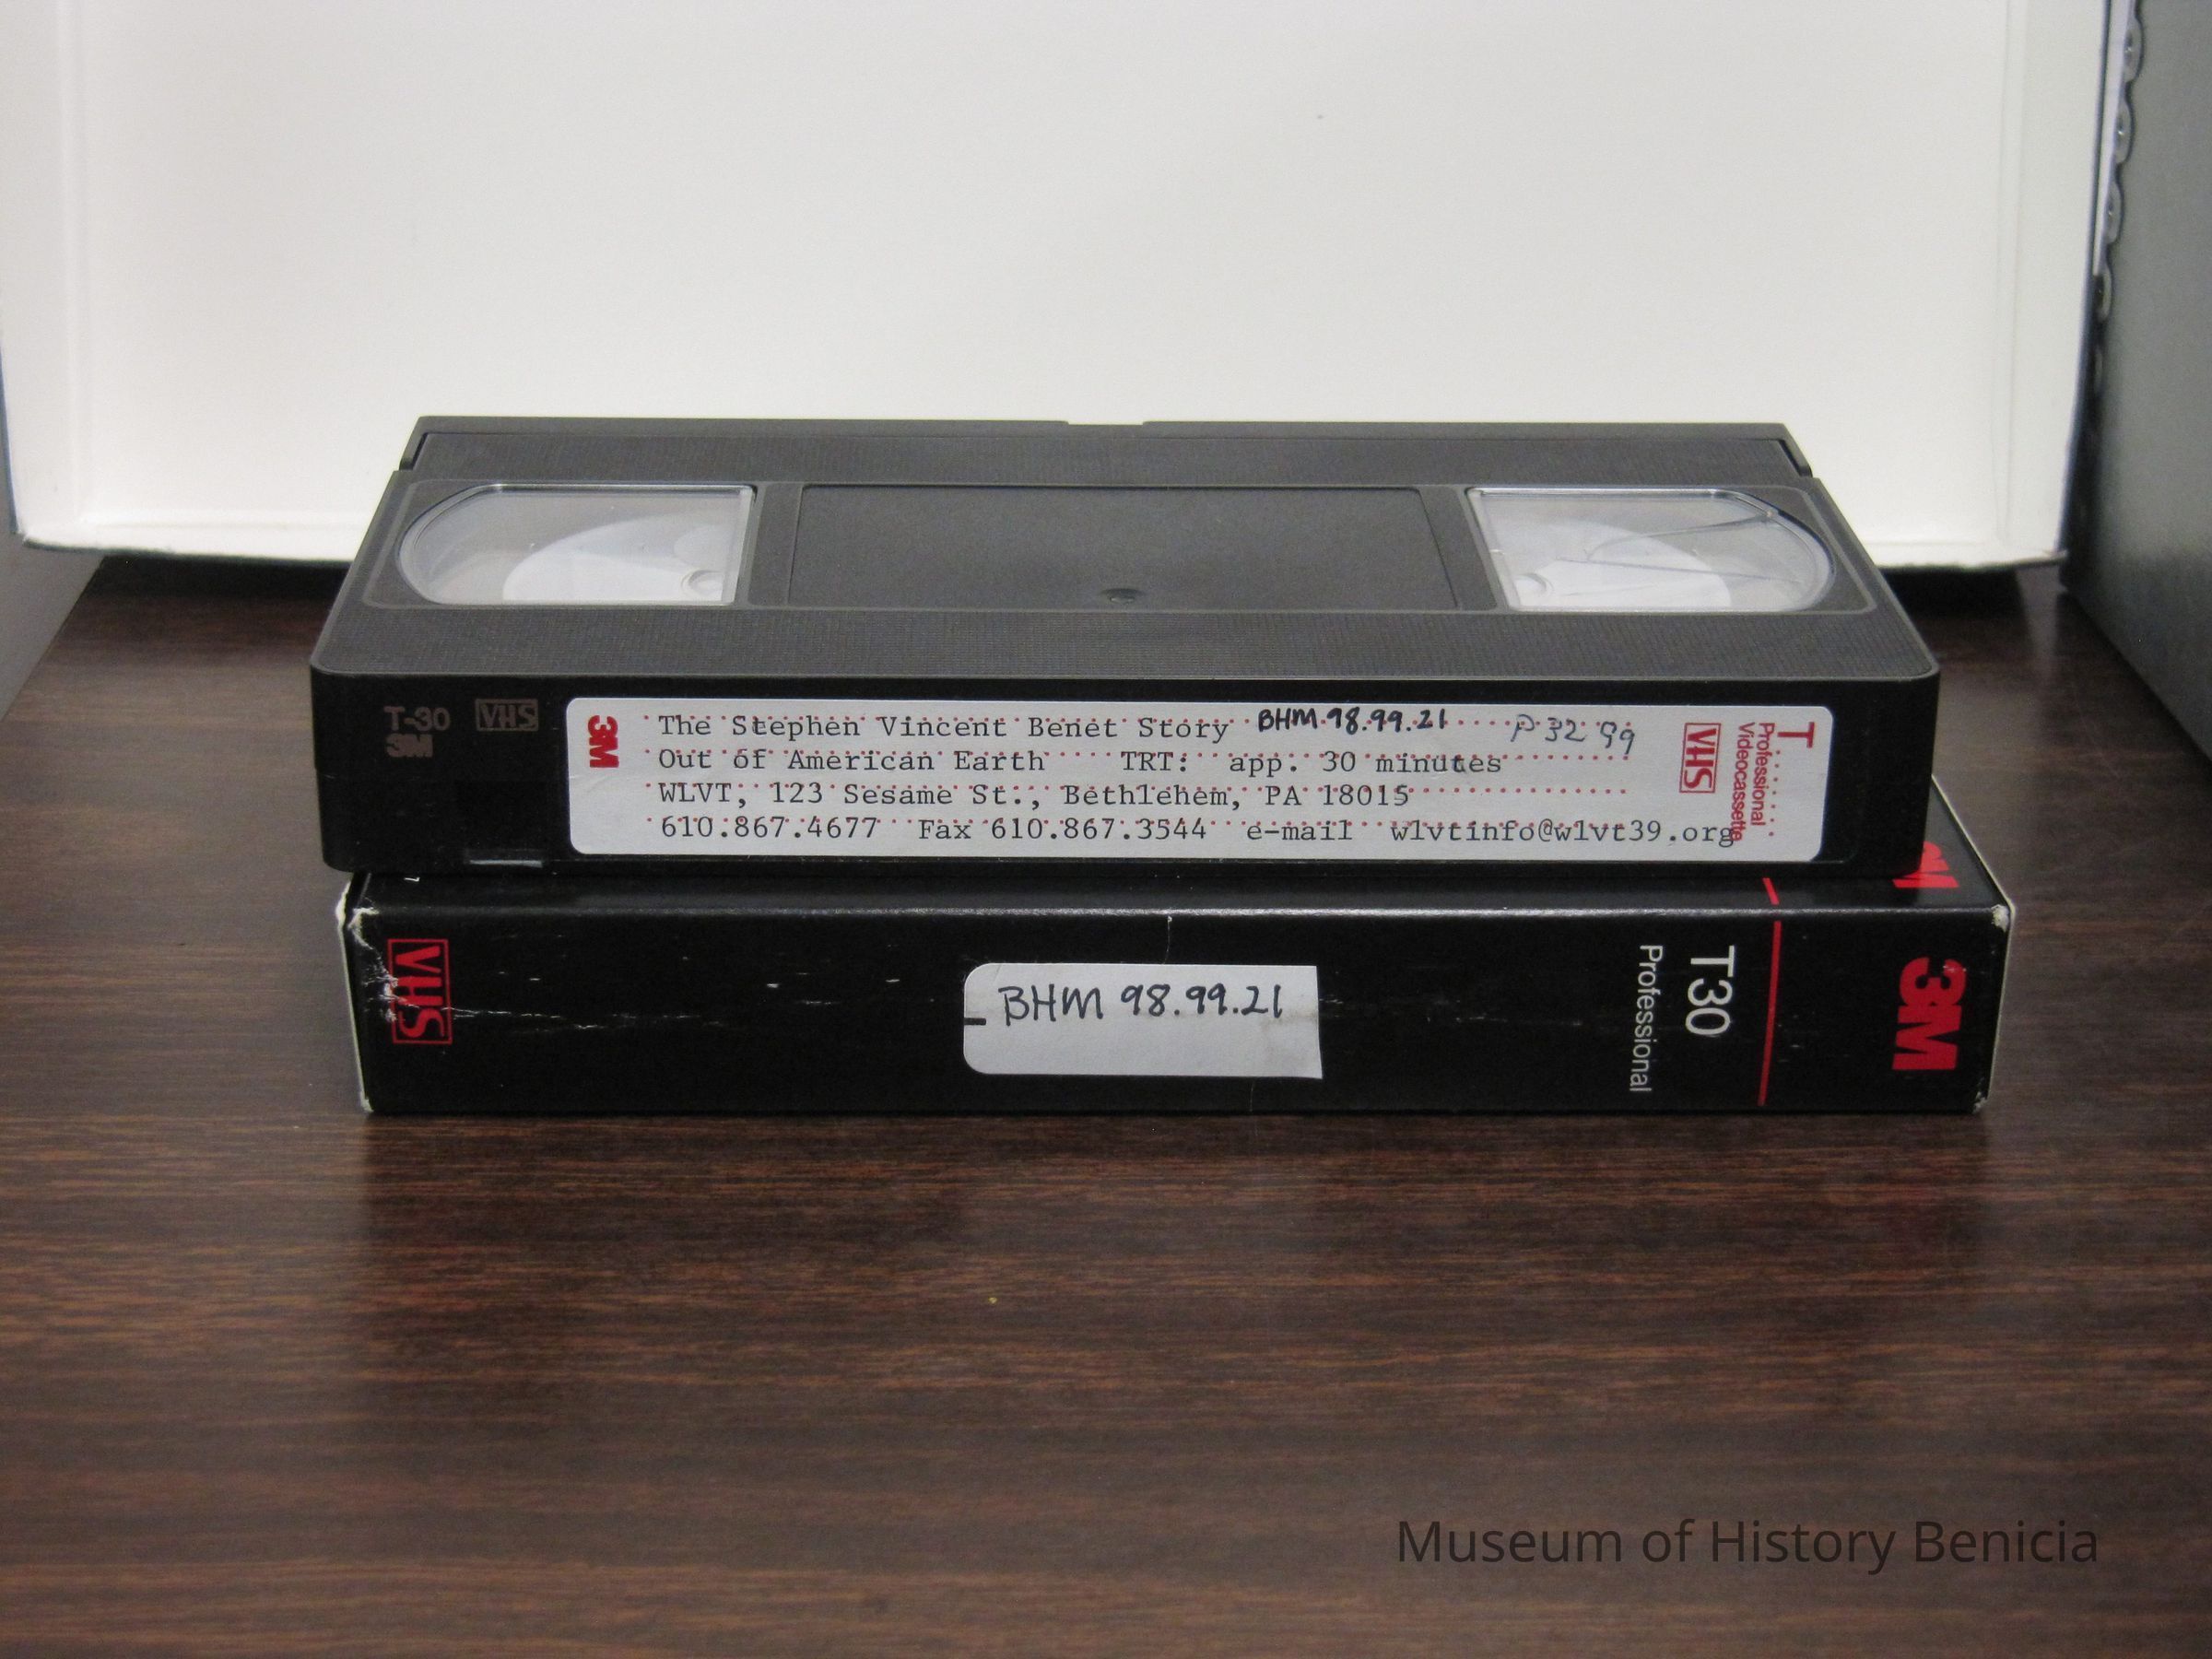 T-30 VHS
3M
3M
The Stephen Vincent Benet Story BHM 98.99.21 P 32 99
Out of American Earth TRT: app. 30 minutes
WLVT, 123 Sesame St., Bethlehem, PA 18015
610.867.4677 Fax 610.867.3544 e-mail wlvtinfo@wlvt39.org
VHS
T
Professional
Videocassette
VHS
BHM 98.99.21
T30
Professional
3M
3M
Museum of History Benicia